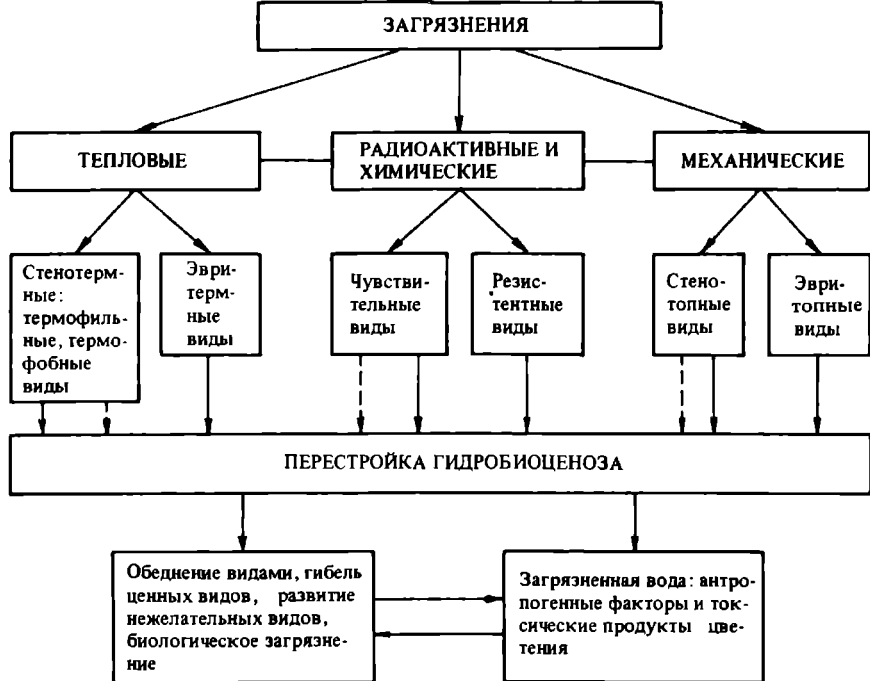 ЗАГРЯЗНЕНИЯ
ТЕПЛОВЫЕ
РАДИОАКТИВНЫЕ И
ХИМИЧЕСКИЕ
МЕХАНИЧЕСКИЕ
Стенотерм-
ные:
термофиль-
ные, термо-
фобные
виды
Эври-
терм-
ные
виды
Чувстви-
тельные
виды
Резис-
тентные
виды
Стено-
топные
виды
Эври-
топные
виды
ПЕРЕСТРОЙКА ГИДРОБИОЦЕНОЗА
Обеднение видами, гибель
ценных видов, развитие
нежелательных видов,
биологическое загрязне-
ние
Загрязненная вода: антро-
погенные факторы и ток-
сические продукты цве-
тения